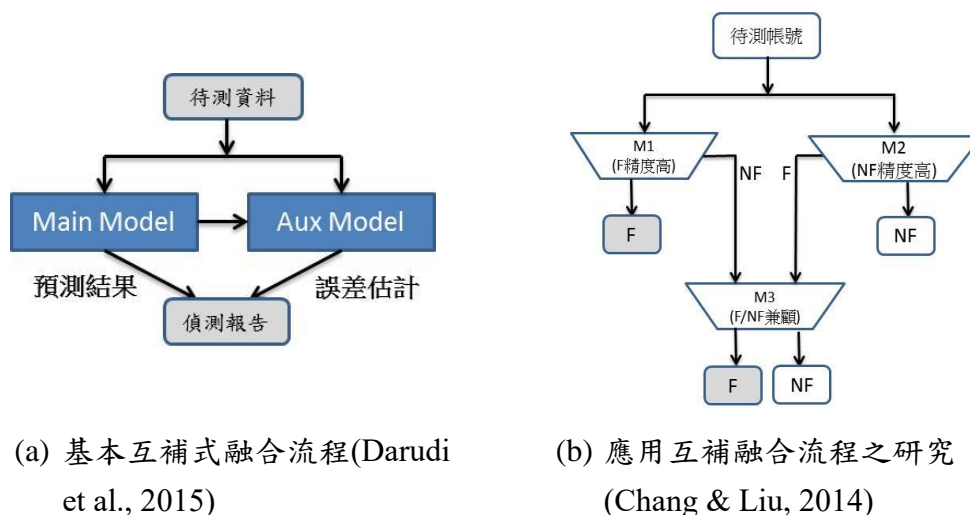 待測資料
Main Model
Aux Model
預測結果
誤差估計
偵測報告
(a) 基本互補式融合流程(Darudi
et al., 2015)
待測帳號
M1
(F精度高)
M2
(NF精度高)
NF
F
F
NF
M3
(F/NF兼顧)
F
NF
(b) 應用互補融合流程之研究
(Chang & Liu, 2014)